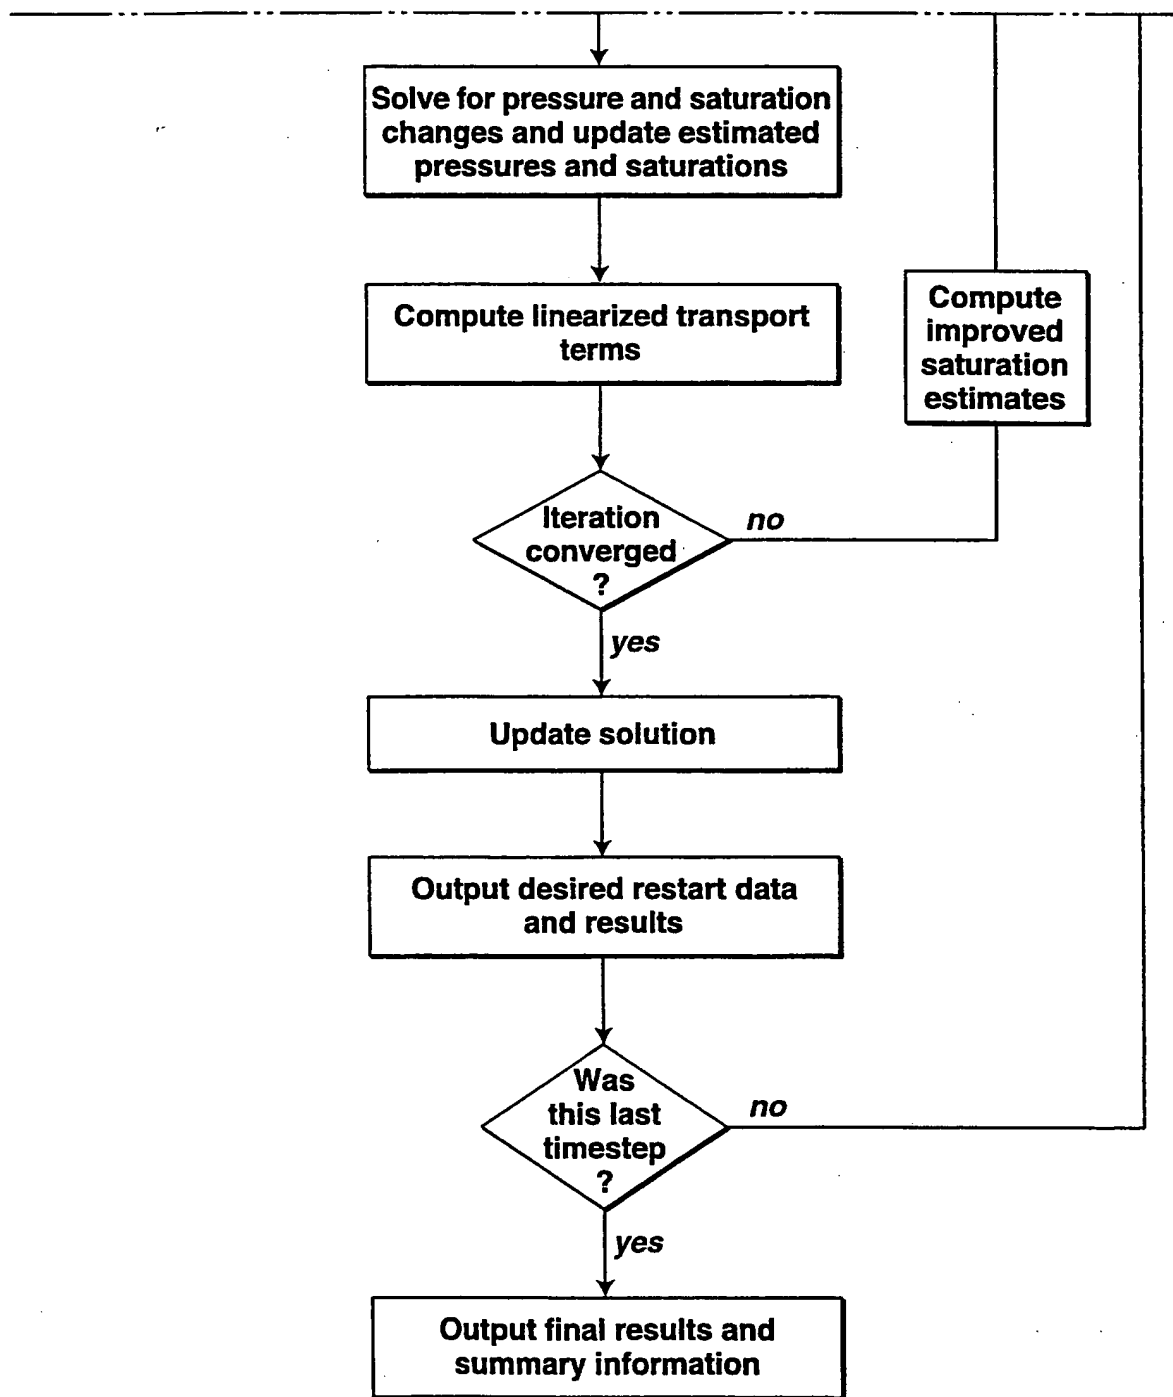 Solve for pressure and saturation
changes and update estimated
pressures and saturations
Compute linearized transport
terms
Compute
improved
saturation
estimates
Iteration
converged
?
no
yes
Update solution
Output desired restart data
and results
Was
this last
timestep
?
no
yes
Output final results and
summary information